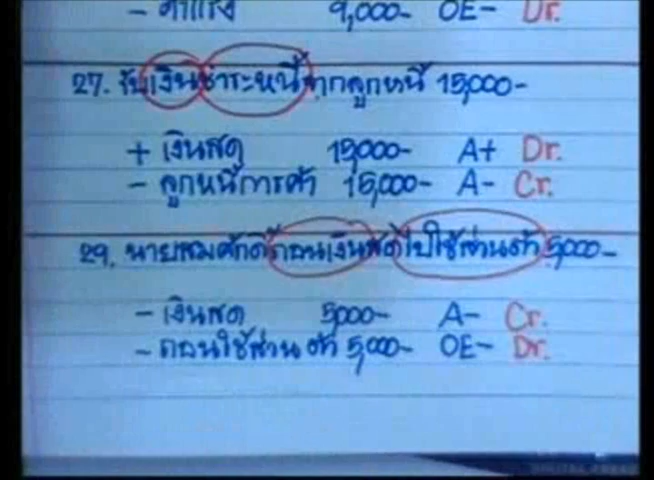 - ค่าแรง 9,000- OE- Dr.
27. รับเงินชำระหนี้จากลูกหนี้ 15,000-
+ เงินสด 15,000- A+ Dr.
- ลูกหนี้การค้า 15,000- A- Cr.
29. นายสมศักดิ์ถอนเงินสดไปใช้ส่วนตัว 5,000-
- เงินสด 5,000- A- Cr.
- ถอนใช้ส่วนตัว 5,000- OE- Dr.